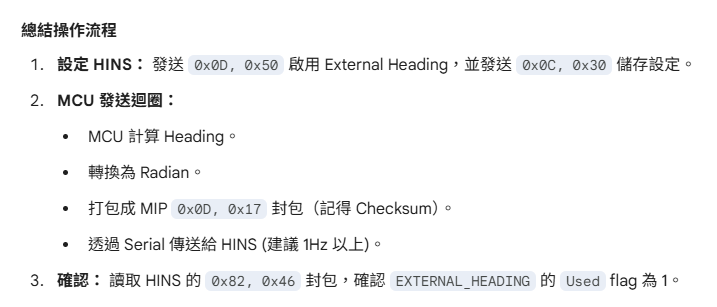 總結操作流程
1. 設定 HINS： 發送 0x0D, 0x50 啟用 External Heading，並發送 0x0C, 0x30 儲存設定。
2. MCU 發送迴圈：
• MCU 計算 Heading。
• 轉換為 Radian。
• 打包成 MIP 0x0D, 0x17 封包（記得 Checksum）。
• 透過 Serial 傳送給 HINS (建議 1Hz 以上)。
3. 確認： 讀取 HINS 的 0x82, 0x46 封包，確認 EXTERNAL_HEADING 的 Used flag 為 1。